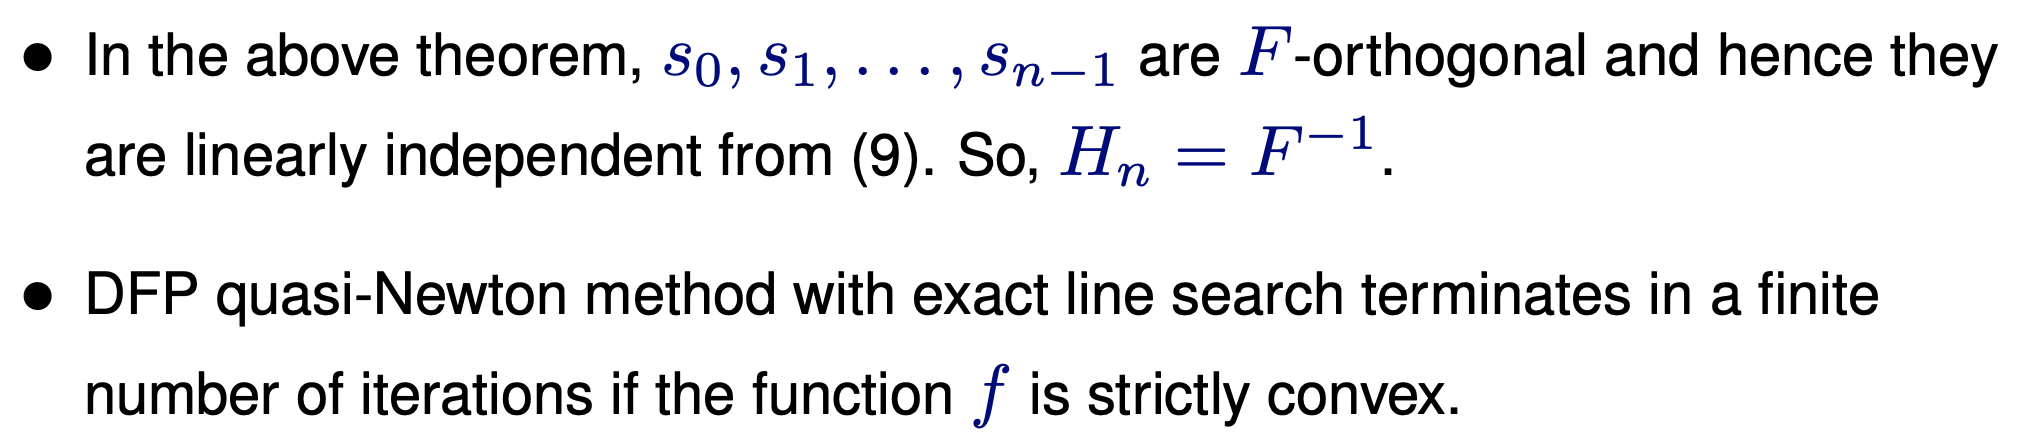 • In the above theorem, $s_0, s_1, \ldots, s_{n-1}$ are $F$-orthogonal and hence they
are linearly independent from (9). So, $H_n = F^{-1}$.
• DFP quasi-Newton method with exact line search terminates in a finite
number of iterations if the function $f$ is strictly convex.